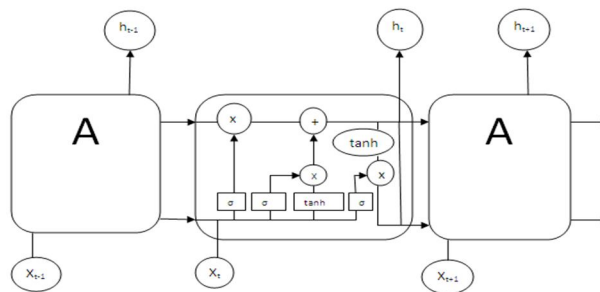 hₜ₋₁
hₜ
hₜ₊₁
A
x
+
tanh
A
x
x
σ
σ
tanh
σ
Xₜ₋₁
Xₜ
Xₜ₊₁